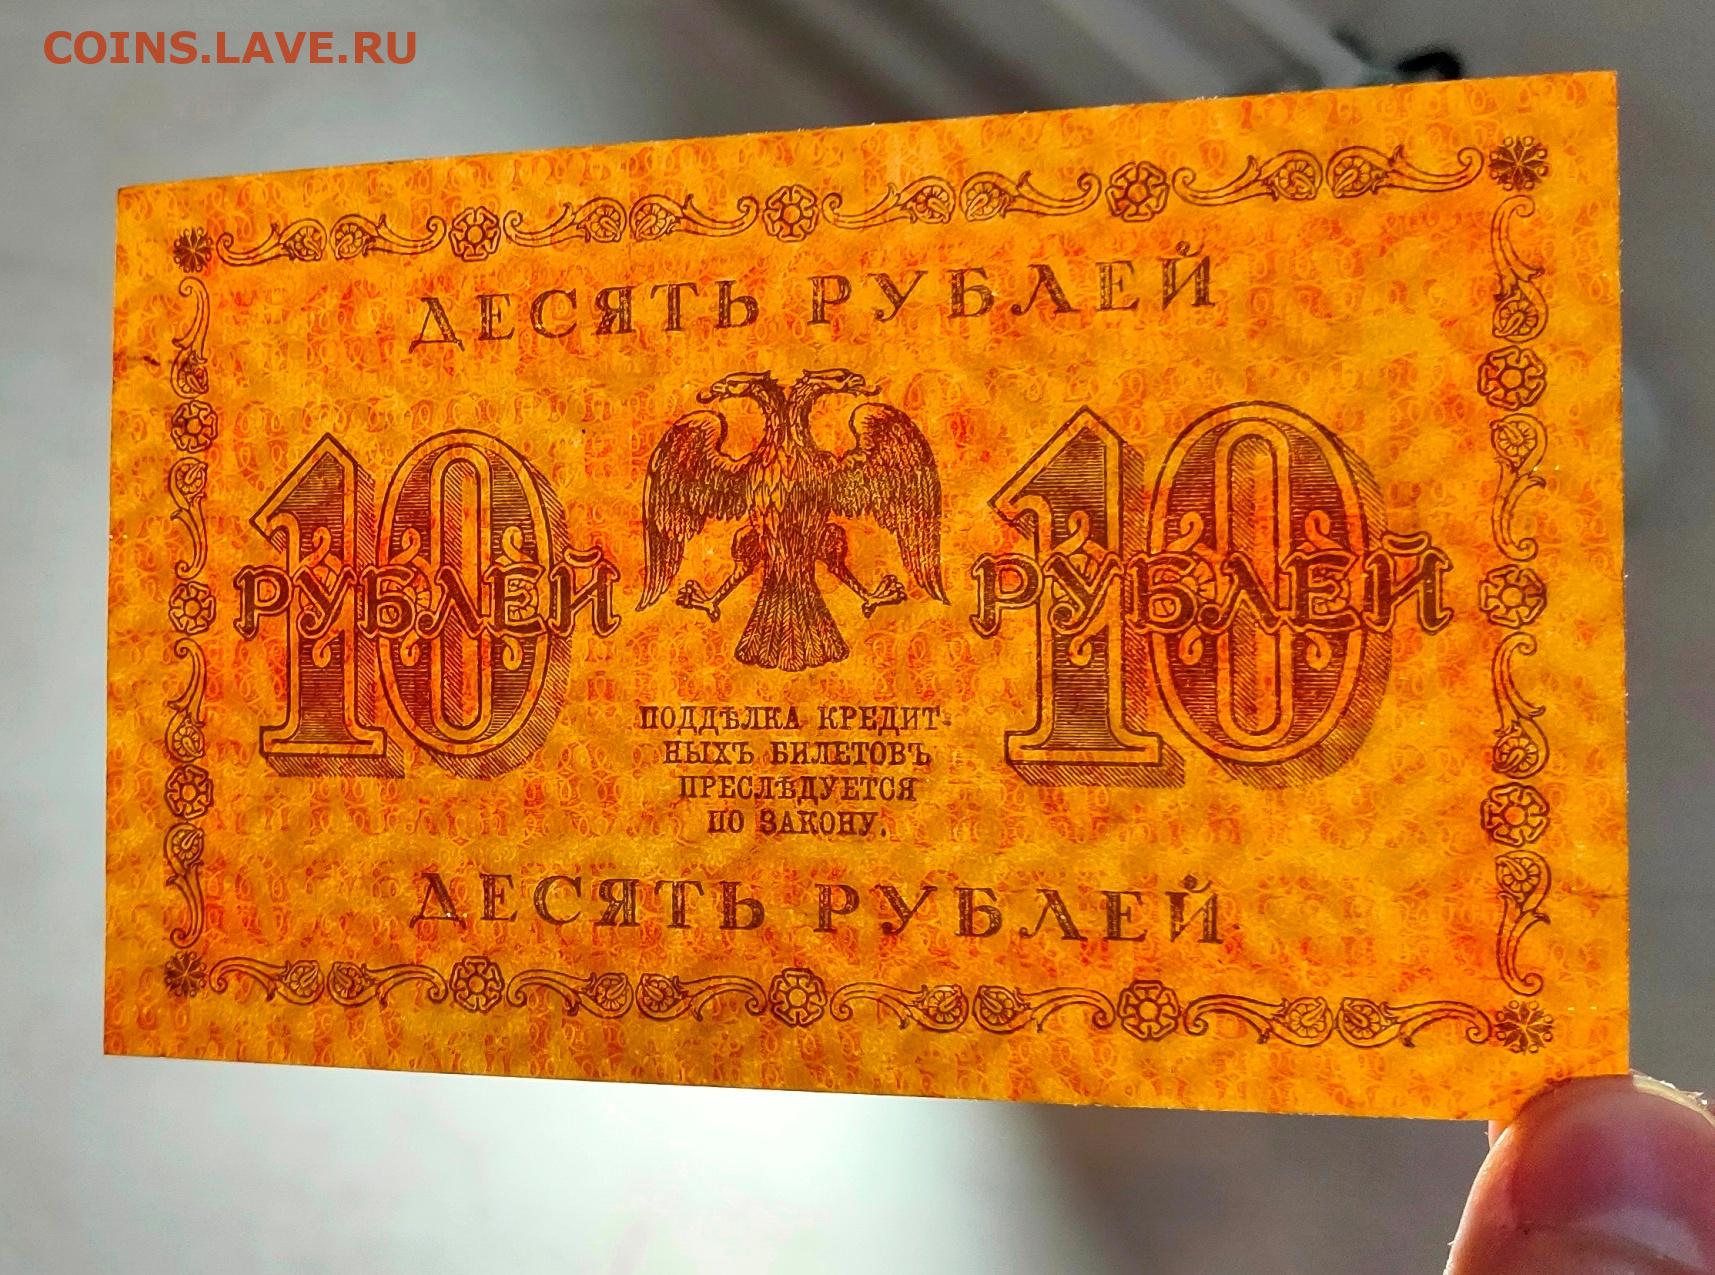 COINS.LAVE.RU
ДЕСЯТЬ РУБЛЕЙ
10 10
РУБЛЕЙ РУБЛЕЙ
ПОДДѢЛКА КРЕДИТ-
НЫХЪ БИЛЕТОВЪ
ПРЕСЛѢДУЕТСЯ
ПО ЗАКОНУ.
ДЕСЯТЬ РУБЛЕЙ